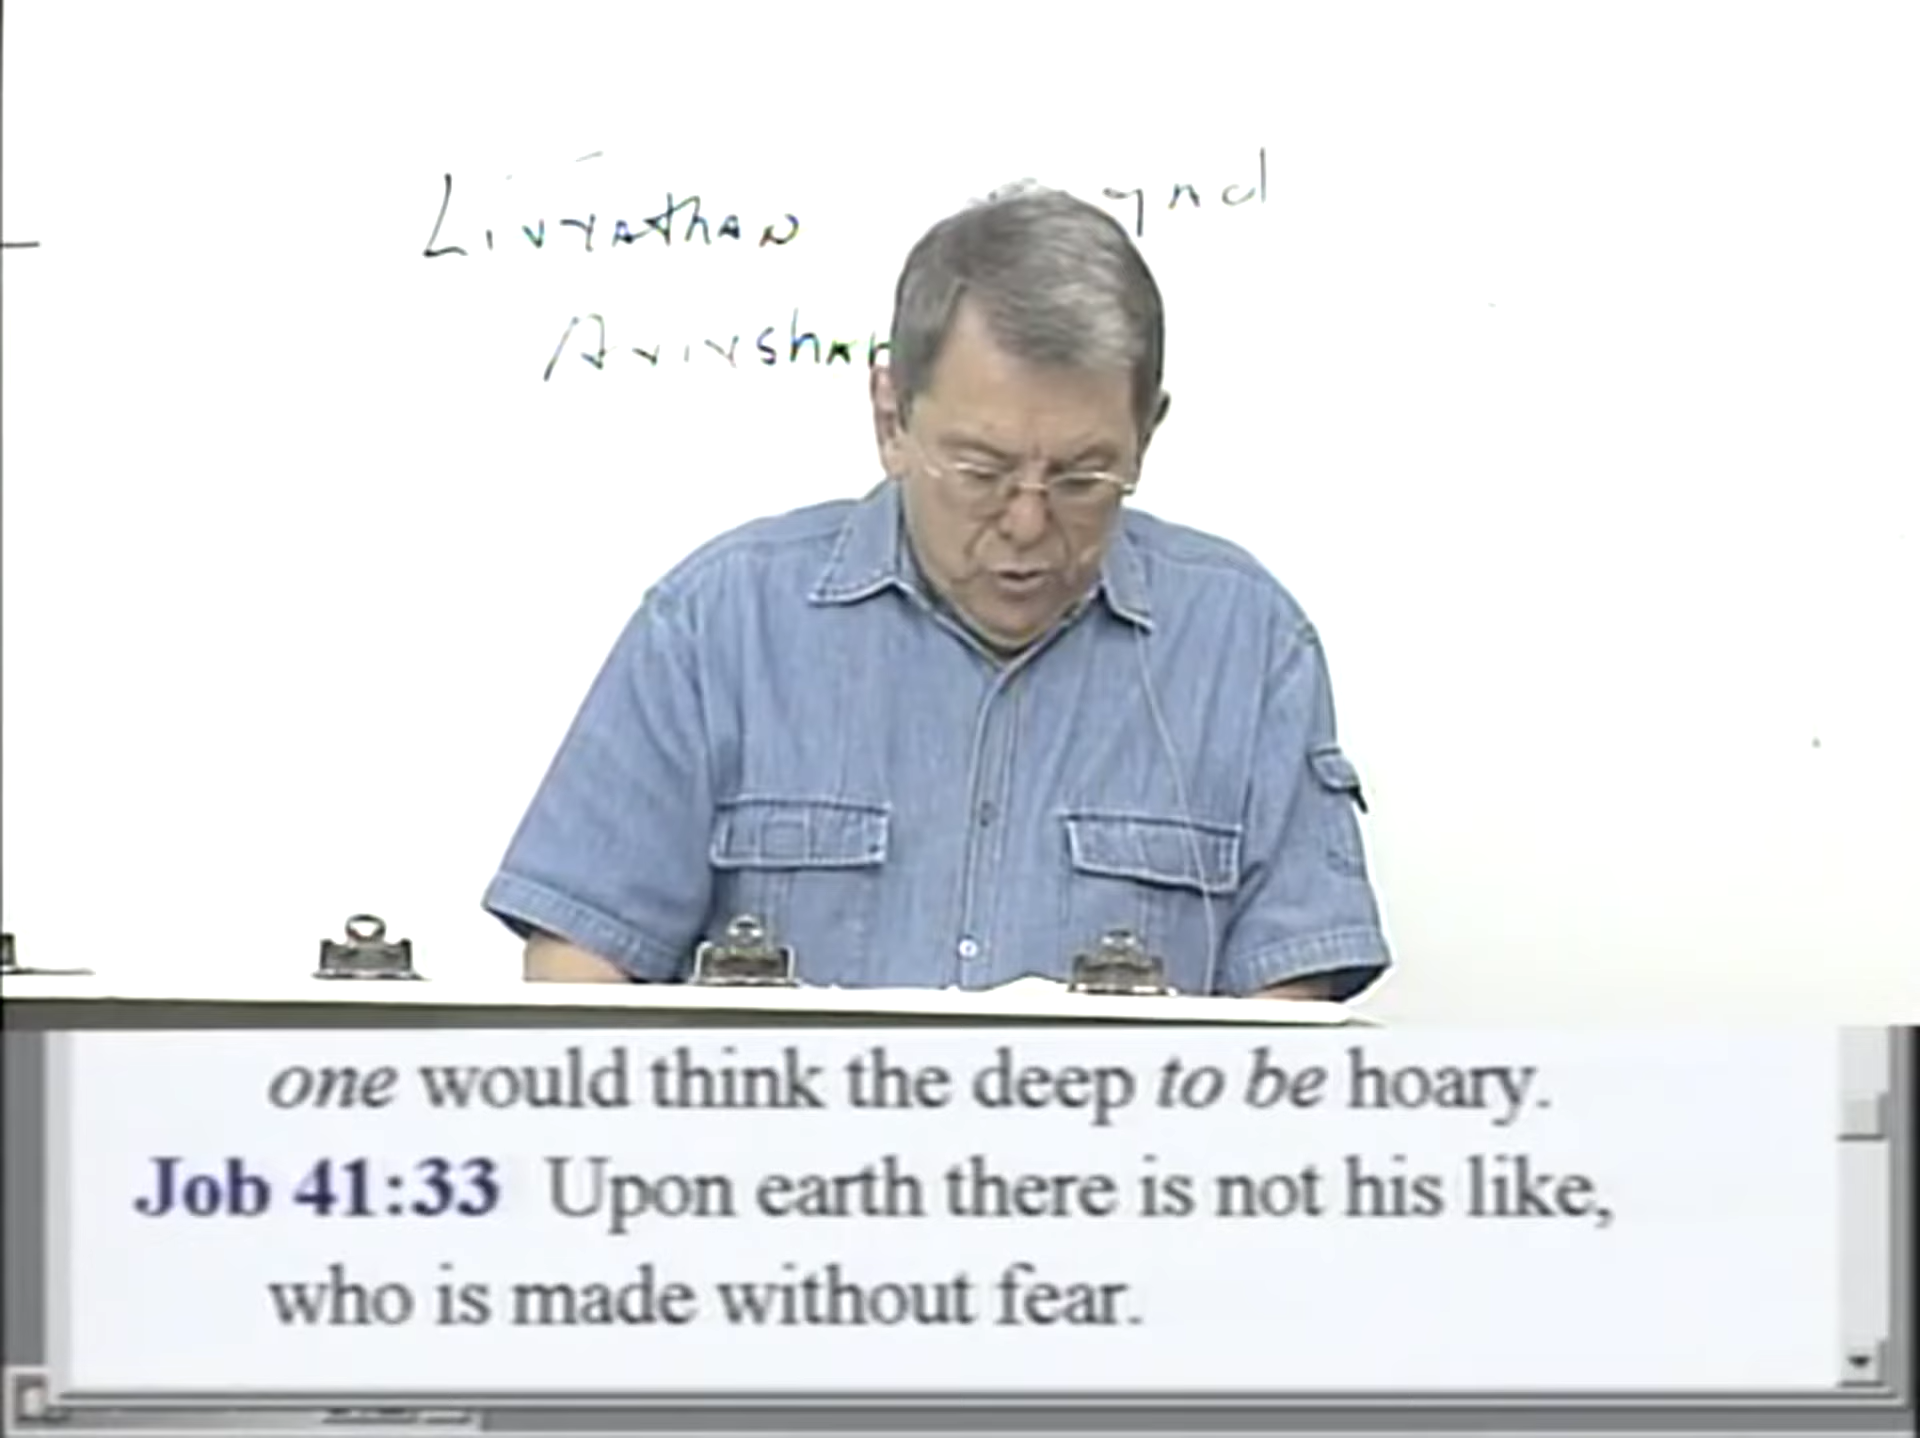 Livyathan
one would think the deep to be hoary.
Job 41:33 Upon earth there is not his like,
who is made without fear.